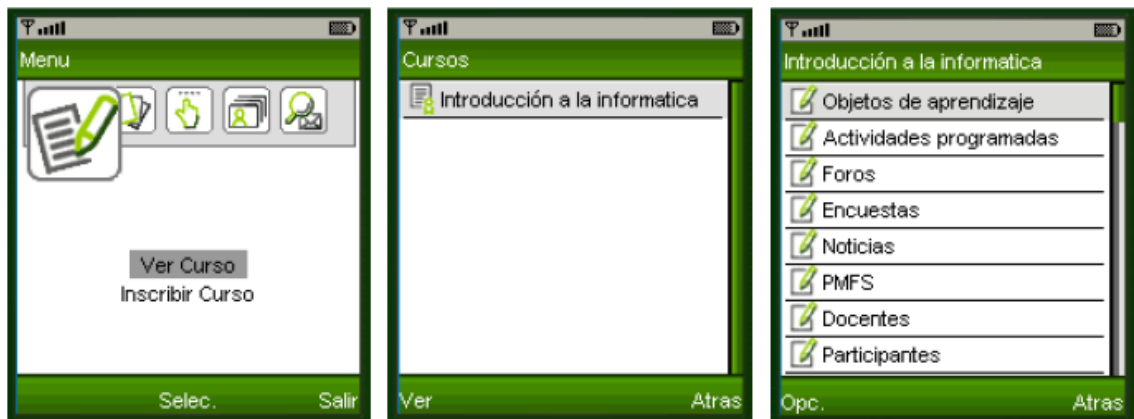 Menu
Ver Curso
Inscribir Curso
Selec. Salir
Cursos
Introducción a la informatica
Ver Atras
Introducción a la informatica
Objetos de aprendizaje
Actividades programadas
Foros
Encuestas
Noticias
PMFS
Docentes
Participantes
Opc. Atras